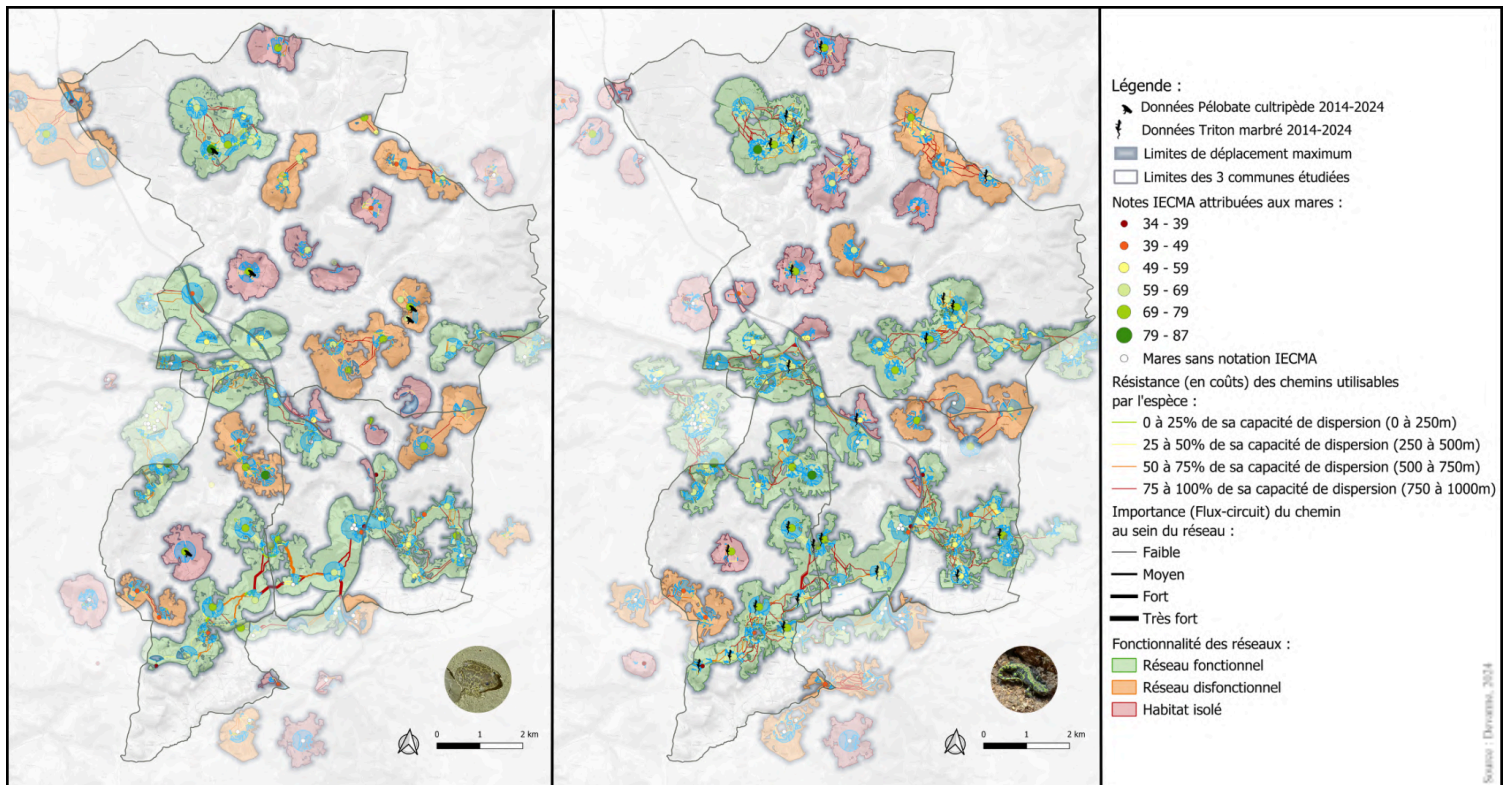 Légende :
Données Pélobate cultripède 2014-2024
Données Triton marbré 2014-2024
Limites de déplacement maximum
Limites des 3 communes étudiées
Notes IECMA attribuées aux mares :
34 - 39
39 - 49
49 - 59
59 - 69
69 - 79
79 - 87
Mares sans notation IECMA
Résistance (en coûts) des chemins utilisables
par l'espèce :
0 à 25% de sa capacité de dispersion (0 à 250m)
25 à 50% de sa capacité de dispersion (250 à 500m)
50 à 75% de sa capacité de dispersion (500 à 750m)
75 à 100% de sa capacité de dispersion (750 à 1000m)
Importance (Flux-circuit) du chemin
au sein du réseau :
Faible
Moyen
Fort
Très fort
Fonctionnalité des réseaux :
Réseau fonctionnel
Réseau disfonctionnel
Habitat isolé
0 1 2 km
0 1 2 km
Source : 2024